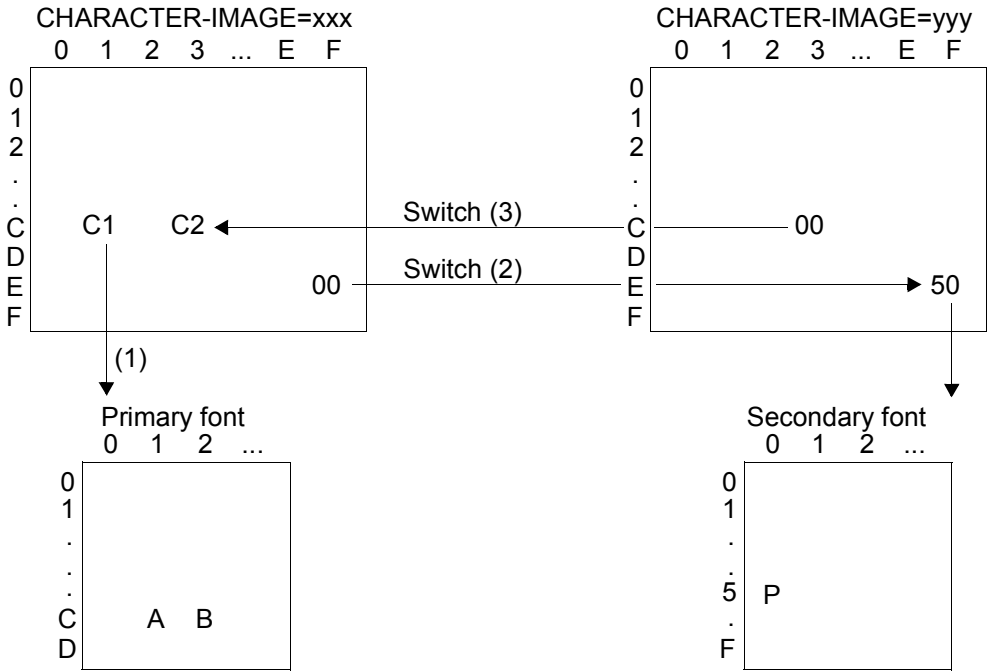 CHARACTER-IMAGE=xxx
0 1 2 3 ... E F
0
1
2
.
.
C C1 C2
D
E 00
F
Switch (3)
Switch (2)
CHARACTER-IMAGE=yyy
0 1 2 3 ... E F
0
1
2
.
.
C 00
D
E 50
F
(1)
Primary font
0 1 2 ...
0
1
.
.
.
C A B
D
Secondary font
0 1 2 ...
0
1
.
.
5 P
.
F